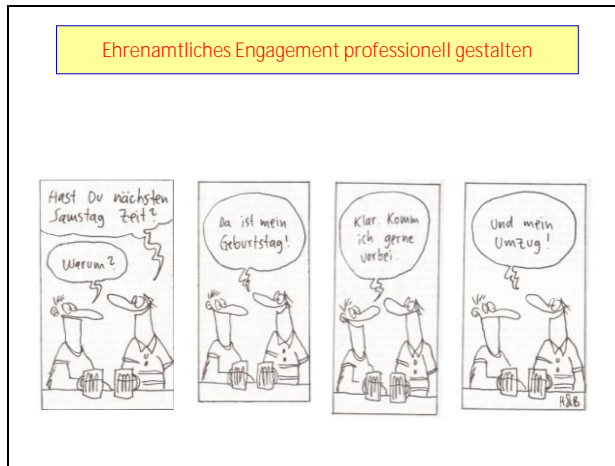 Ehrenamtliches Engagement professionell gestalten
Hast Du nächsten
Samstag Zeit?
Warum?
Da ist mein
Geburtstag!
Klar. Komm
ich gerne
vorbei.
Und mein
Umzug!
H&B